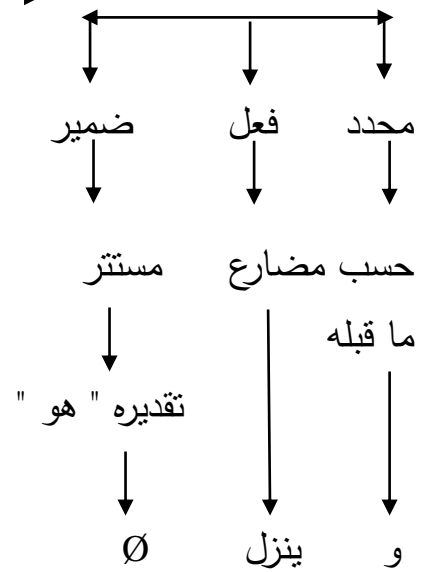 محدد فعل ضمير
حسب مضارع مستتر
ما قبله
تقديره " هو "
و ينزل Ø